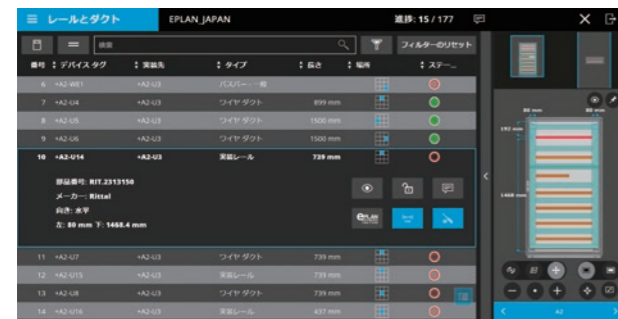 レールとダクト EPLAN_JAPAN 進捗: 15 / 177
検索 フィルターのリセット
番号 デバイス タグ 実装先 タイプ 長さ 場所 ステー...
6 +A2-WE1 +A2-U3 バスバー - 一般
7 +A2-U4 +A2-U3 ワイヤ ダクト 899 mm
8 +A2-U5 +A2-U3 ワイヤ ダクト 1500 mm
9 +A2-U6 +A2-U3 ワイヤ ダクト 1500 mm
10 +A2-U14 +A2-U3 実装レール 739 mm
部品番号: RIT.2313150
メーカー: Rittal
向き: 水平
左: 80 mm 下: 1468.4 mm
ePLAN
11 +A2-U7 +A2-U3 ワイヤ ダクト 739 mm
12 +A2-U15 +A2-U3 実装レール 739 mm
13 +A2-U8 +A2-U3 ワイヤ ダクト 739 mm
14 +A2-U16 +A2-U3 実装レール 437 mm
80 mm 80 mm
192 mm
1468 mm
A2